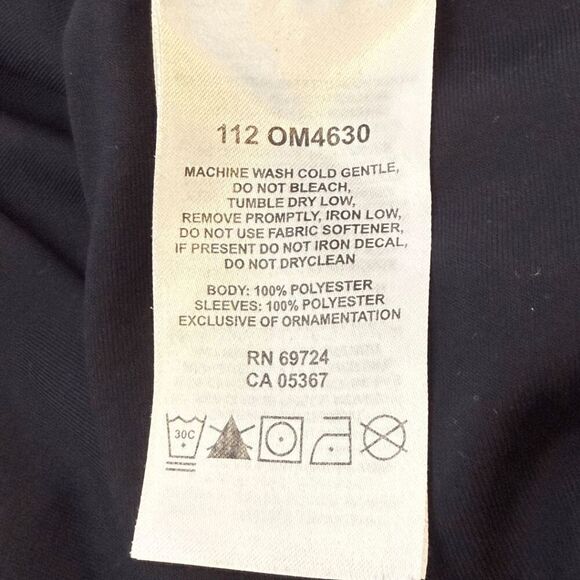 112 OM4630
MACHINE WASH COLD GENTLE,
DO NOT BLEACH,
TUMBLE DRY LOW,
REMOVE PROMPTLY, IRON LOW,
DO NOT USE FABRIC SOFTENER,
IF PRESENT DO NOT IRON DECAL,
DO NOT DRYCLEAN
BODY: 100% POLYESTER
SLEEVES: 100% POLYESTER
EXCLUSIVE OF ORNAMENTATION
RN 69724
CA 05367
30C